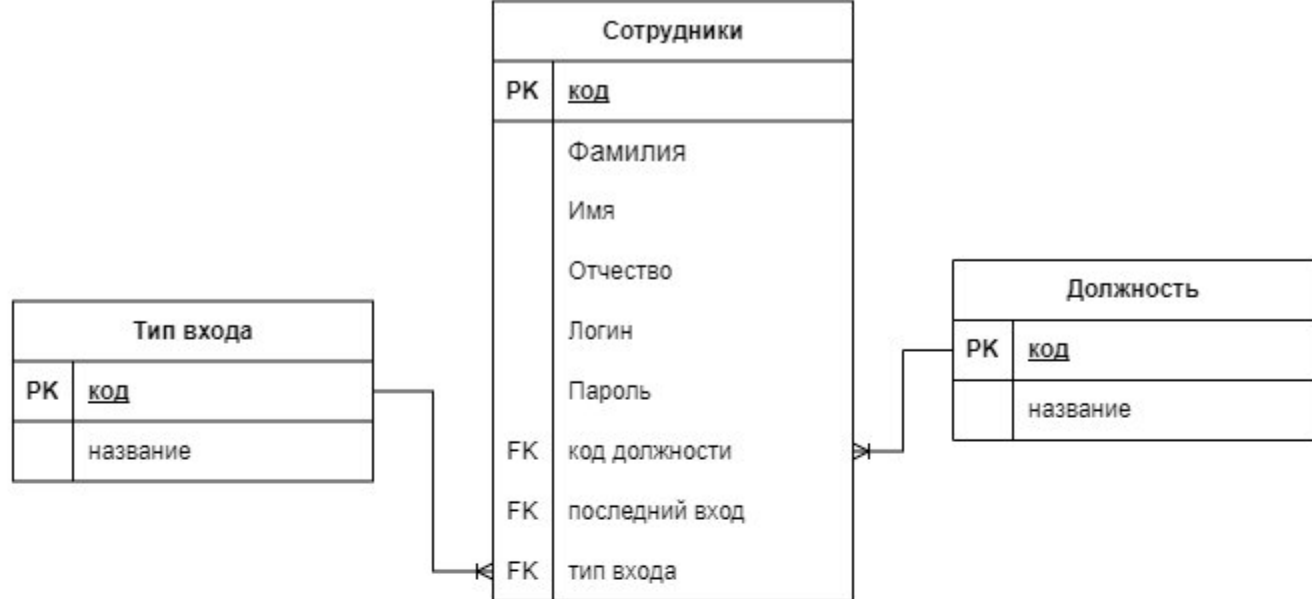 Сотрудники
PK код
Фамилия
Имя
Отчество
Логин
Пароль
FK код должности
FK последний вход
FK тип входа
Тип входа
PK код
название
Должность
PK код
название